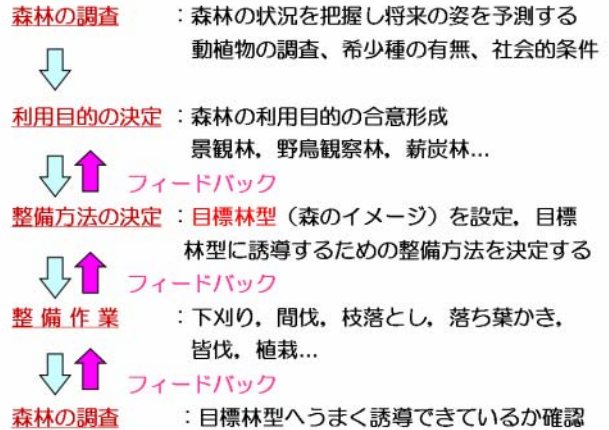 森林の調査 ：森林の状況を把握し将来の姿を予測する
動植物の調査、希少種の有無、社会的条件
利用目的の決定 ：森林の利用目的の合意形成
景観林，野鳥観察林，薪炭林…
フィードバック
整備方法の決定 ：目標林型（森のイメージ）を設定，目標
林型に誘導するための整備方法を決定する
フィードバック
整 備 作 業 ：下刈り，間伐，枝落とし，落ち葉かき，
皆伐，植栽…
フィードバック
森林の調査 ：目標林型へうまく誘導できているか確認